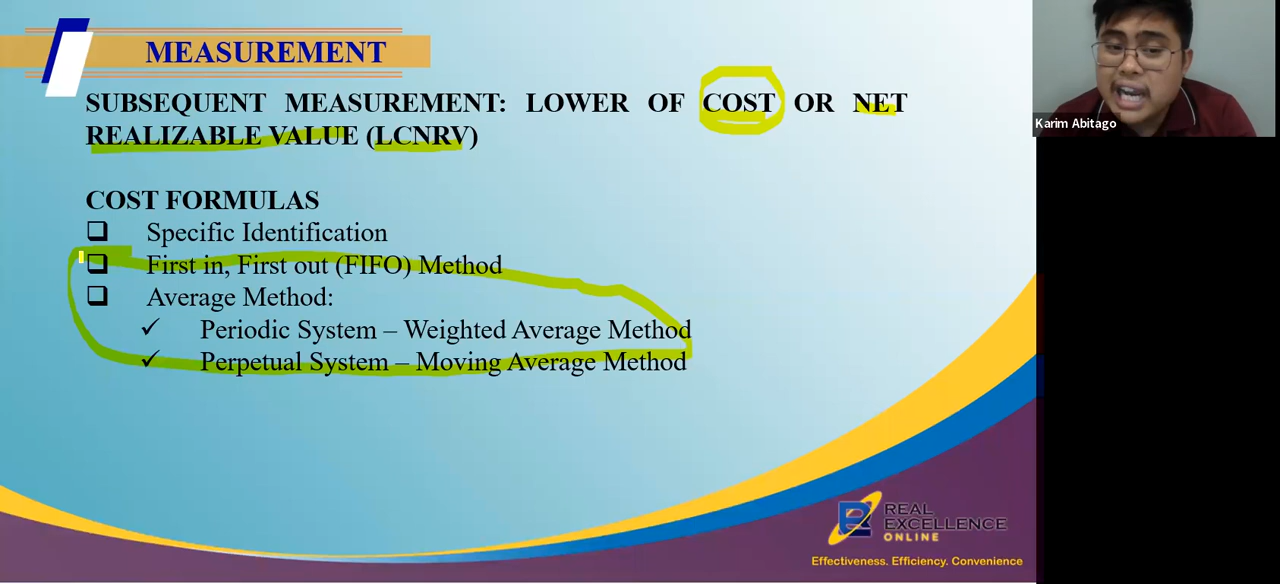 MEASUREMENT
SUBSEQUENT MEASUREMENT: LOWER OF COST OR NET
REALIZABLE VALUE (LCNRV)
COST FORMULAS
Specific Identification
First in, First out (FIFO) Method
Average Method:
Periodic System – Weighted Average Method
Perpetual System – Moving Average Method
Karim Abitago
REAL
EXCELLENCE
ONLINE
Effectiveness. Efficiency. Convenience